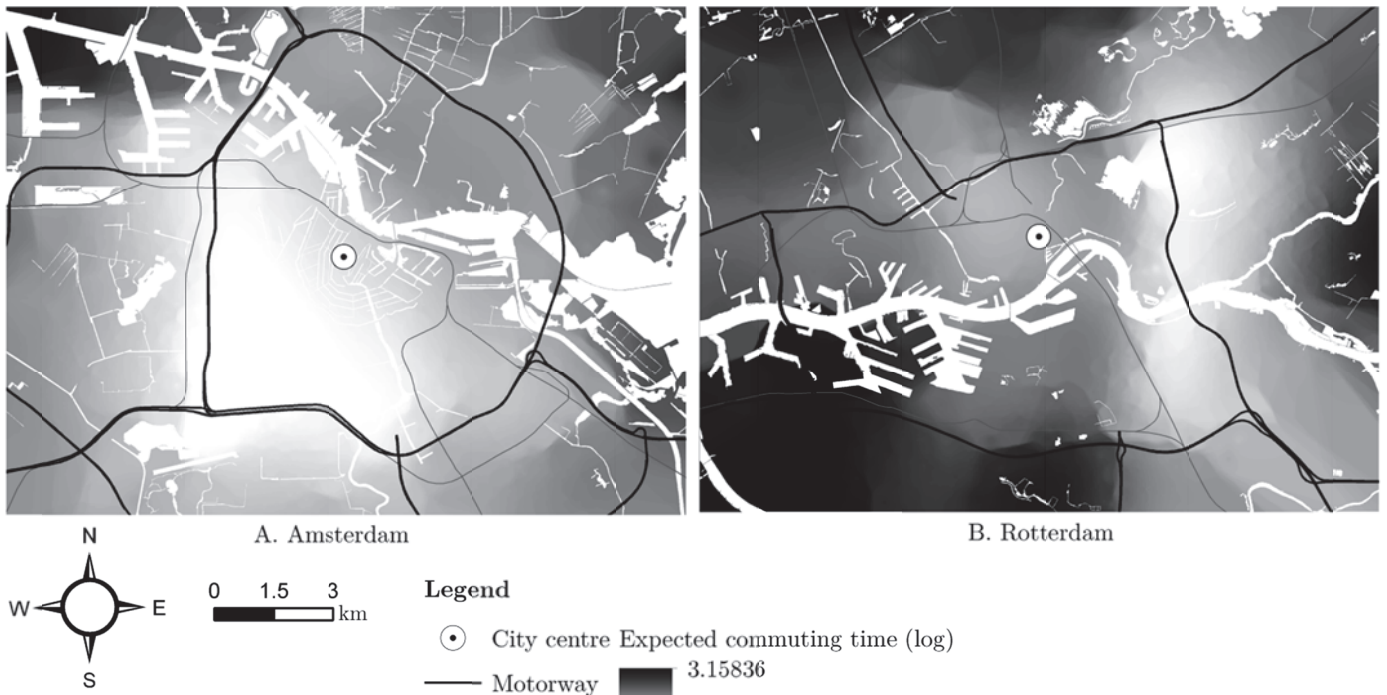 A. Amsterdam
B. Rotterdam
N
W E
S
0 1.5 3
km
Legend
City centre Expected commuting time (log)
Motorway 3.15836